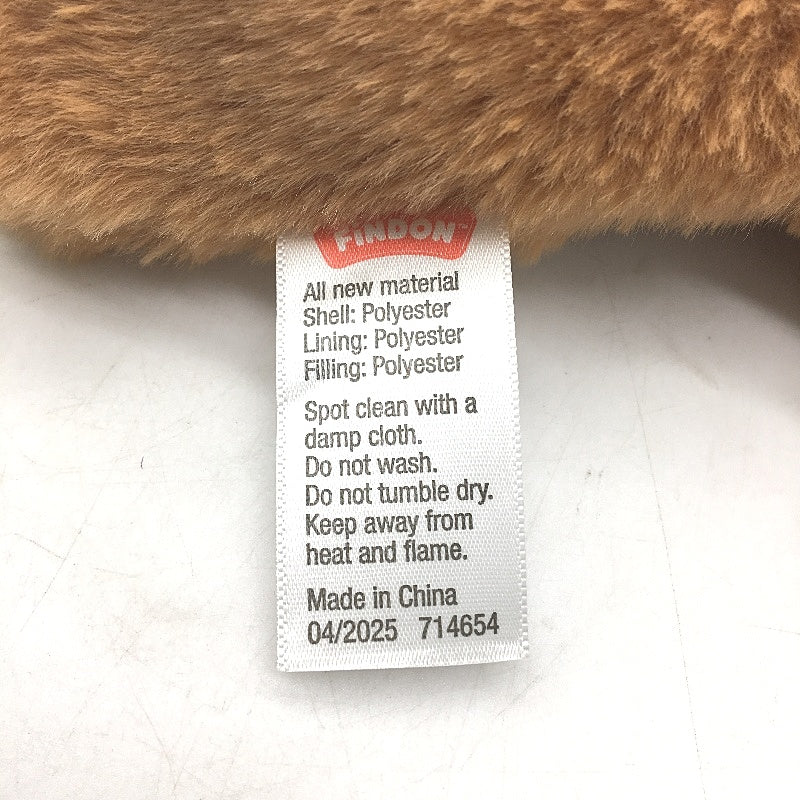 FINDON™
All new material
Shell: Polyester
Lining: Polyester
Filling: Polyester
Spot clean with a
damp cloth.
Do not wash.
Do not tumble dry.
Keep away from
heat and flame.
Made in China
04/2025 714654